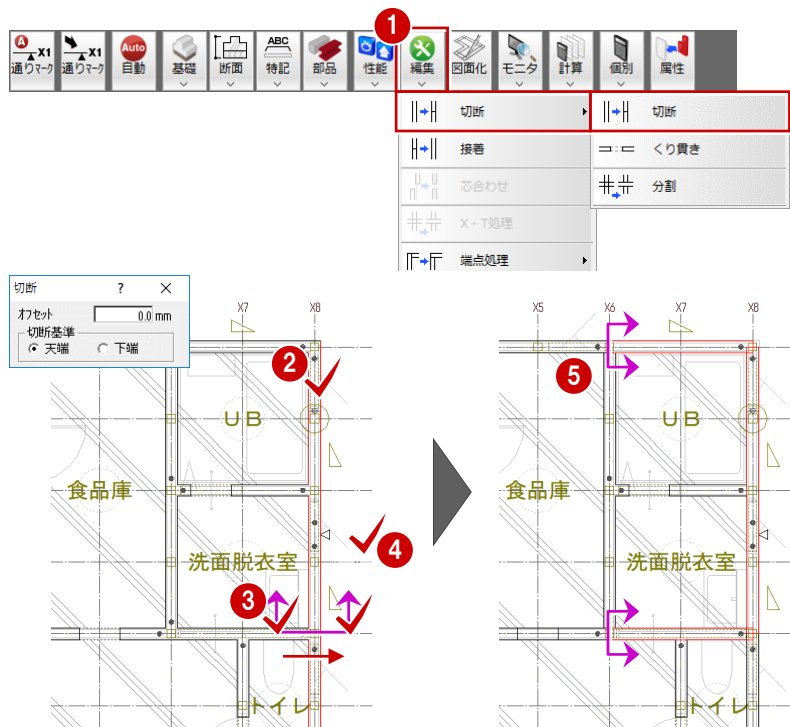 1
A X1 X1 Auto ABC
通りマーク 通りマーク 自動 基礎 断面 特記 部品 性能 編集 図面化 モニタ 計算 個別 属性
切断 切断
接着 くり貫き
芯合わせ 分割
X・T処理
端点処理
切断 ? ×
オフセット 0.0 mm
切断基準
天端 下端
X7 X8 X5 X6 X7 X8
2 5
UB UB
食品庫 食品庫
4
洗面脱衣室 洗面脱衣室
3
トイレ トイレ